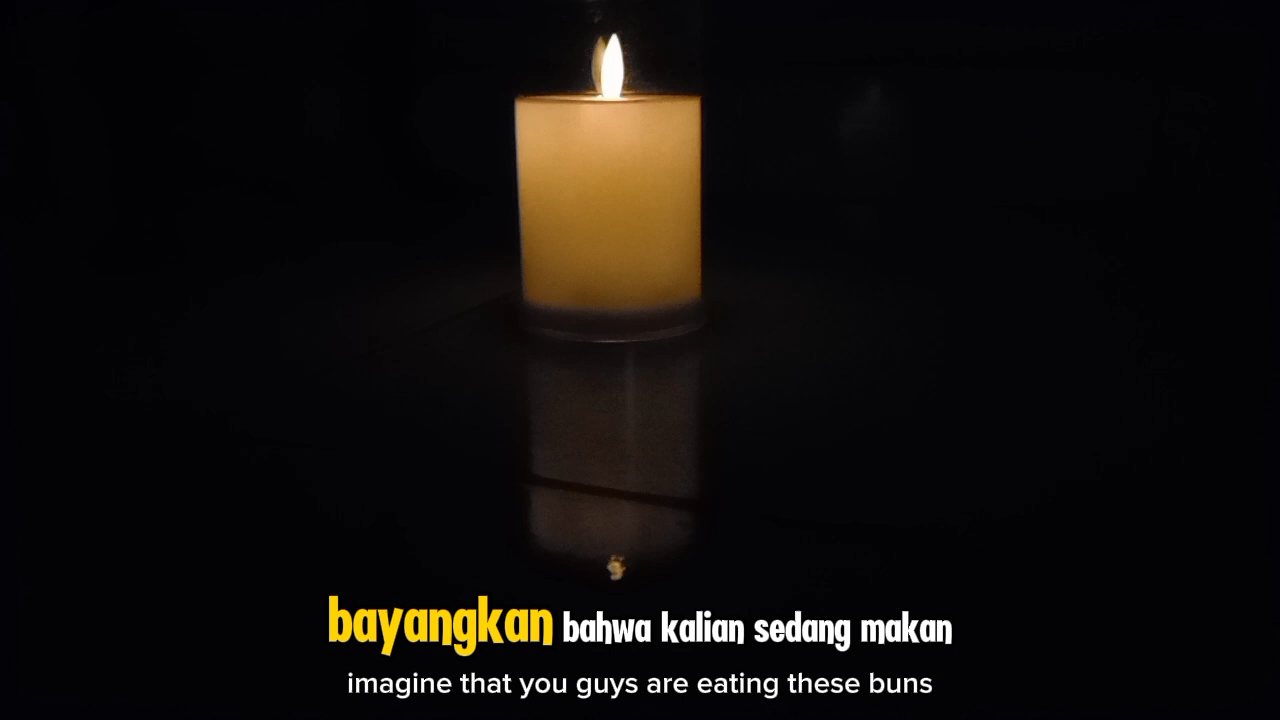 bayangkan bahwa kalian sedang makan
imagine that you guys are eating these buns